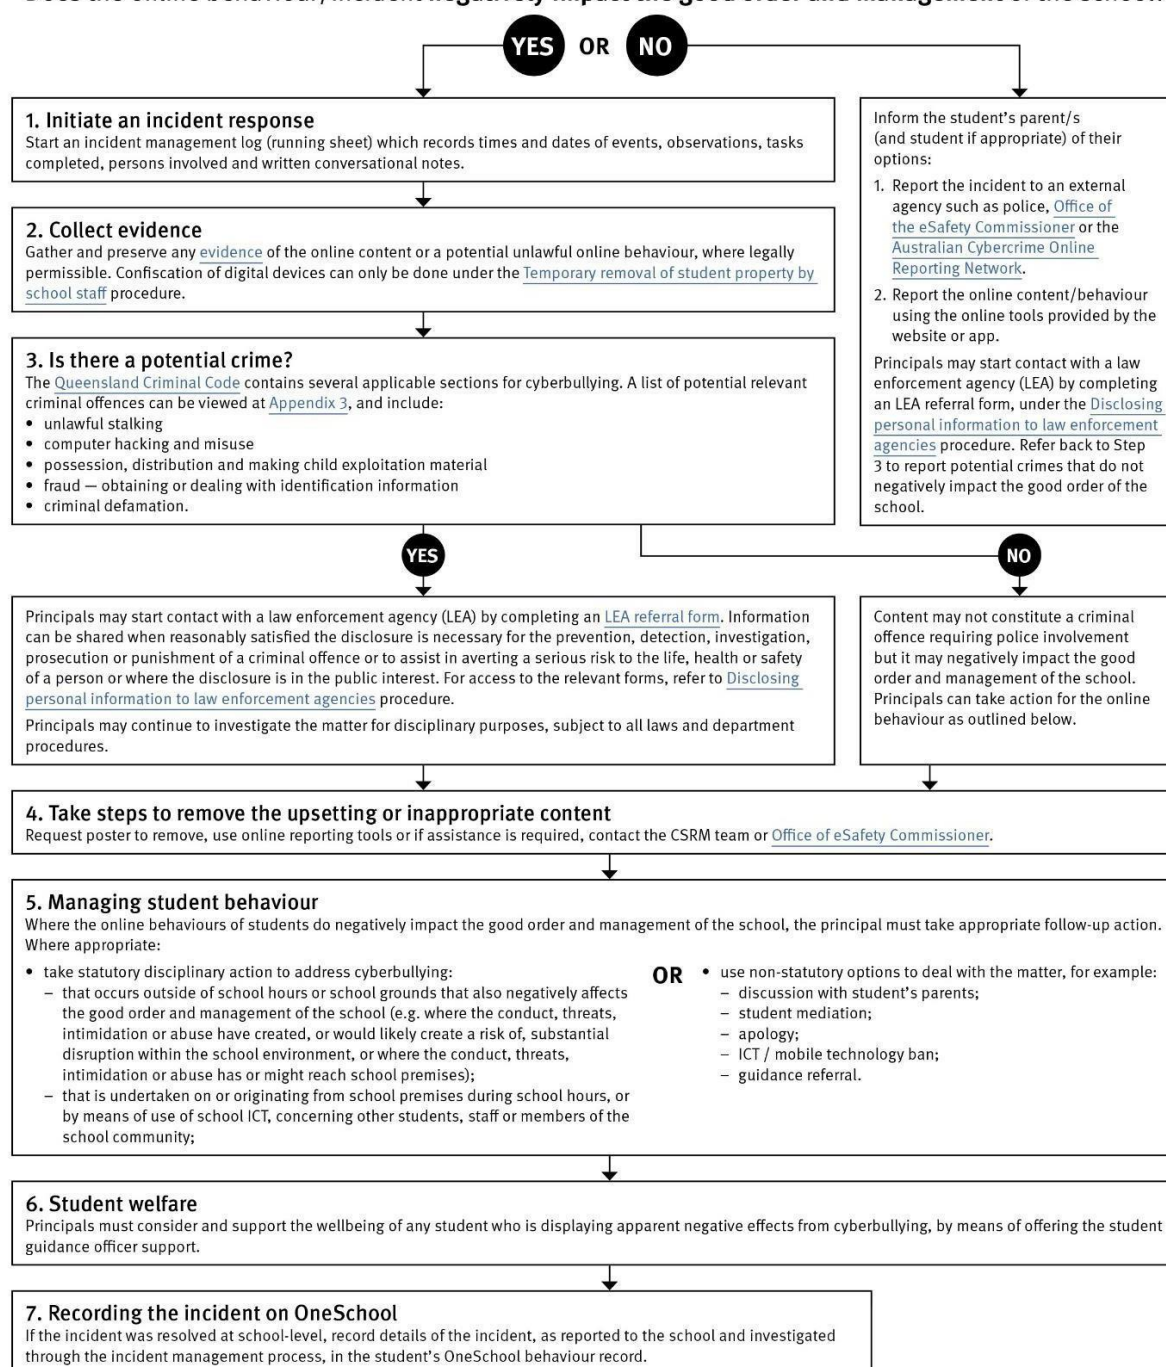 YES OR NO
1. Initiate an incident response
Start an incident management log (running sheet) which records times and dates of events, observations, tasks
completed, persons involved and written conversational notes.
2. Collect evidence
Gather and preserve any evidence of the online content or a potential unlawful online behaviour, where legally
permissible. Confiscation of digital devices can only be done under the Temporary removal of student property by
school staff procedure.
3. Is there a potential crime?
The Queensland Criminal Code contains several applicable sections for cyberbullying. A list of potential relevant
criminal offences can be viewed at Appendix 3, and include:
• unlawful stalking
• computer hacking and misuse
• possession, distribution and making child exploitation material
• fraud — obtaining or dealing with identification information
• criminal defamation.
Inform the student's parent/s
(and student if appropriate) of their
options:
1. Report the incident to an external
agency such as police, Office of
the eSafety Commissioner or the
Australian Cybercrime Online
Reporting Network.
2. Report the online content/behaviour
using the online tools provided by the
website or app.
Principals may start contact with a law
enforcement agency (LEA) by completing
an LEA referral form, under the Disclosing
personal information to law enforcement
agencies procedure. Refer back to Step
3 to report potential crimes that do not
negatively impact the good order of the
school.
YES
NO
Principals may start contact with a law enforcement agency (LEA) by completing an LEA referral form. Information
can be shared when reasonably satisfied the disclosure is necessary for the prevention, detection, investigation,
prosecution or punishment of a criminal offence or to assist in averting a serious risk to the life, health or safety
of a person or where the disclosure is in the public interest. For access to the relevant forms, refer to Disclosing
personal information to law enforcement agencies procedure.
Principals may continue to investigate the matter for disciplinary purposes, subject to all laws and department
procedures.
Content may not constitute a criminal
offence requiring police involvement
but it may negatively impact the good
order and management of the school.
Principals can take action for the online
behaviour as outlined below.
4. Take steps to remove the upsetting or inappropriate content
Request poster to remove, use online reporting tools or if assistance is required, contact the CSRM team or Office of eSafety Commissioner.
5. Managing student behaviour
Where the online behaviours of students do negatively impact the good order and management of the school, the principal must take appropriate follow-up action.
Where appropriate:
• take statutory disciplinary action to address cyberbullying:
– that occurs outside of school hours or school grounds that also negatively affects
the good order and management of the school (e.g. where the conduct, threats,
intimidation or abuse have created, or would likely create a risk of, substantial
disruption within the school environment, or where the conduct, threats,
intimidation or abuse has or might reach school premises);
– that is undertaken on or originating from school premises during school hours, or
by means of use of school ICT, concerning other students, staff or members of the
school community;
OR
• use non-statutory options to deal with the matter, for example:
– discussion with student's parents;
– student mediation;
– apology;
– ICT / mobile technology ban;
– guidance referral.
6. Student welfare
Principals must consider and support the wellbeing of any student who is displaying apparent negative effects from cyberbullying, by means of offering the student
guidance officer support.
7. Recording the incident on OneSchool
If the incident was resolved at school-level, record details of the incident, as reported to the school and investigated
through the incident management process, in the student's OneSchool behaviour record.